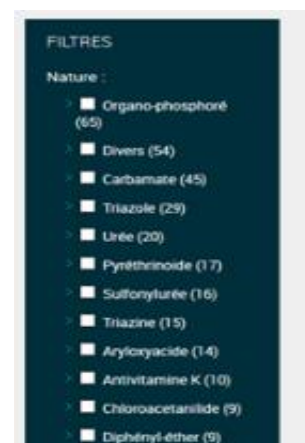 FILTRES
Nature :
Organo-phosphoré
(65)
Divers (54)
Carbamate (45)
Triazole (29)
Urée (20)
Pyréthrinoide (17)
Sulfonylurée (16)
Triazine (15)
Aryloxyacide (14)
Antivitamine K (10)
Chloroacetanilide (9)
Diphényl-éther (9)